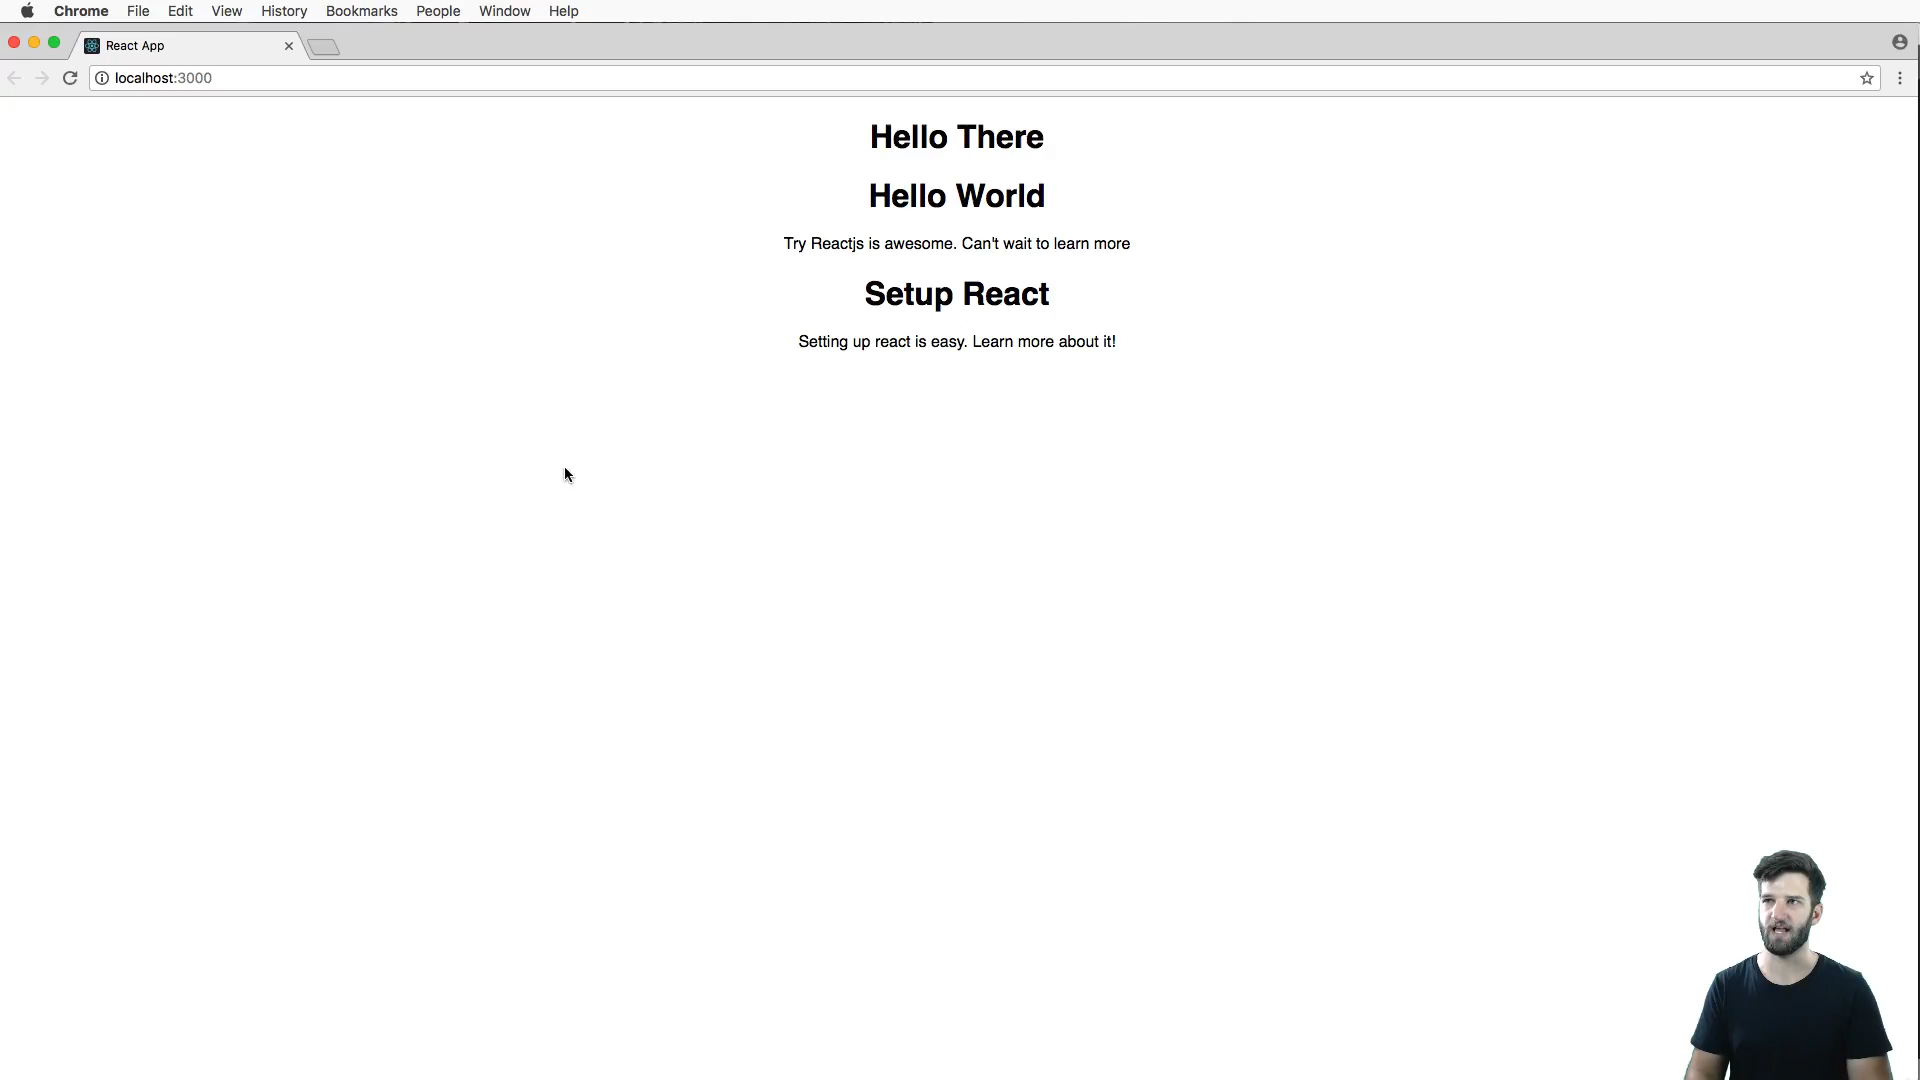 Chrome File Edit View History Bookmarks People Window Help
React App
localhost:3000
Hello There
Hello World
Try Reactjs is awesome. Can't wait to learn more
Setup React
Setting up react is easy. Learn more about it!